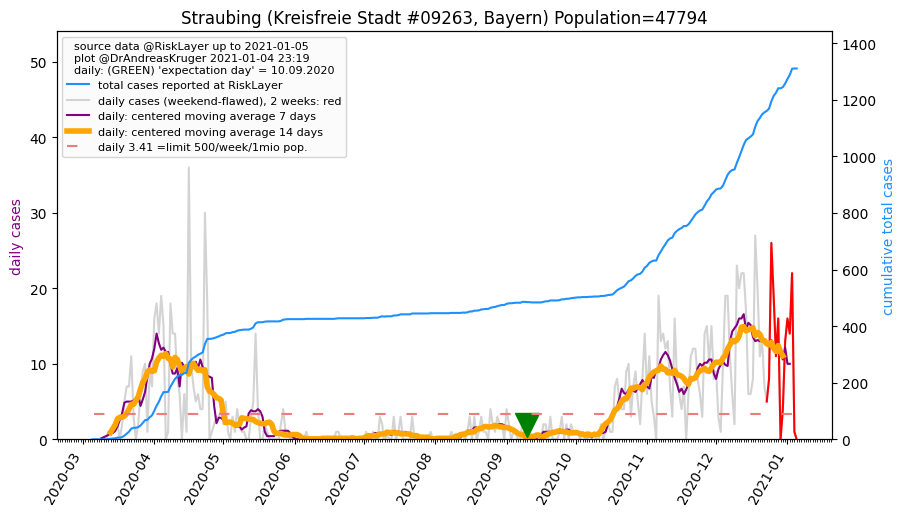 Straubing (Kreisfreie Stadt #09263, Bayern) Population=47794
source data @RiskLayer up to 2021-01-05
plot @DrAndreasKruger 2021-01-04 23:19
daily: (GREEN) 'expectation day' = 10.09.2020
total cases reported at RiskLayer
daily cases (weekend-flawed), 2 weeks: red
daily: centered moving average 7 days
daily: centered moving average 14 days
daily 3.41 =limit 500/week/1mio pop.
daily cases
50
40
30
20
10
0
1400
1200
1000
800
600
400
200
0
cumulative total cases
2020-03
2020-04
2020-05
2020-06
2020-07
2020-08
2020-09
2020-10
2020-11
2020-12
2021-01